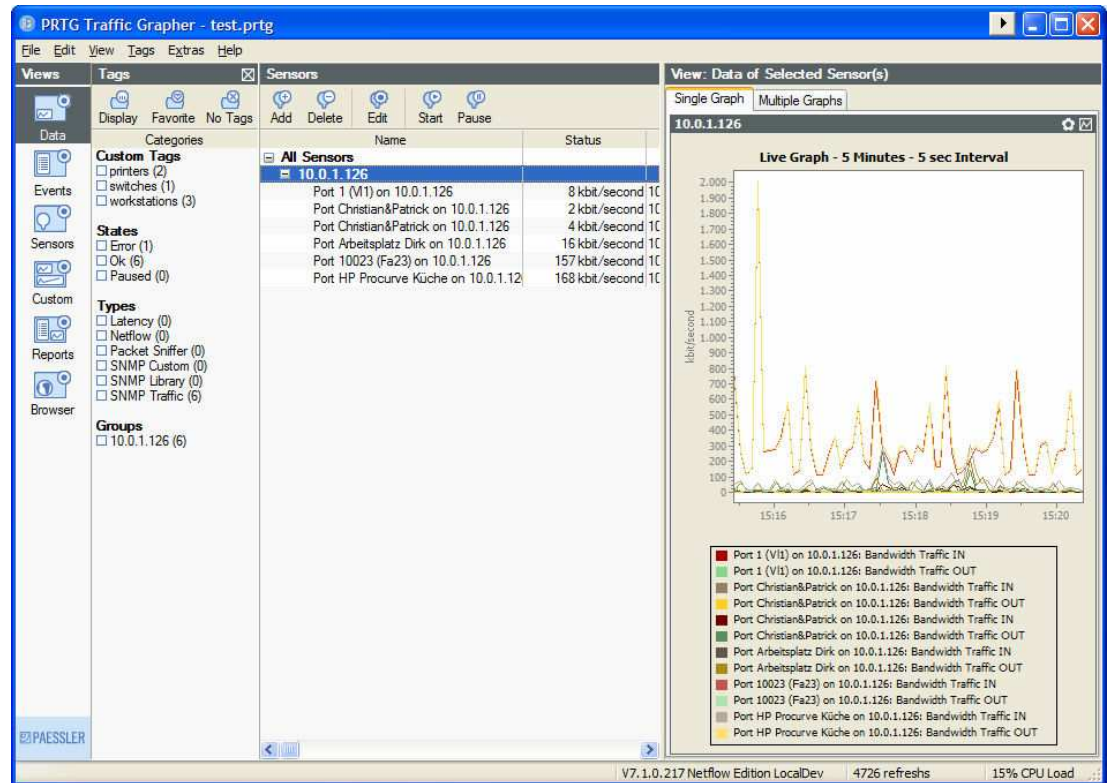 PRTG Traffic Grapher - test.prtg
File Edit View Tags Extras Help
Views
Data
Events
Sensors
Custom
Reports
Browser
PAESSLER
Tags
Display Favorite No Tags
Categories
Custom Tags
printers (2)
switches (1)
workstations (3)
States
Error (1)
Ok (6)
Paused (0)
Types
Latency (0)
Netflow (0)
Packet Sniffer (0)
SNMP Custom (0)
SNMP Library (0)
SNMP Traffic (6)
Groups
10.0.1.126 (6)
Sensors
Add Delete Edit Start Pause
Name Status
All Sensors
10.0.1.126
Port 1 (Vl1) on 10.0.1.126 8 kbit/second 10
Port Christian&Patrick on 10.0.1.126 2 kbit/second 10
Port Christian&Patrick on 10.0.1.126 4 kbit/second 10
Port Arbeitsplatz Dirk on 10.0.1.126 16 kbit/second 10
Port 10023 (Fa23) on 10.0.1.126 157 kbit/second 10
Port HP Procurve Küche on 10.0.1.12 168 kbit/second 10
View: Data of Selected Sensor(s)
Single Graph Multiple Graphs
10.0.1.126
Live Graph - 5 Minutes - 5 sec Interval
kbit/second
2.000
1.900
1.800
1.700
1.600
1.500
1.400
1.300
1.200
1.100
1.000
900
800
700
600
500
400
300
200
100
0
15:16 15:17 15:18 15:19 15:20
Port 1 (Vl1) on 10.0.1.126: Bandwidth Traffic IN
Port 1 (Vl1) on 10.0.1.126: Bandwidth Traffic OUT
Port Christian&Patrick on 10.0.1.126: Bandwidth Traffic IN
Port Christian&Patrick on 10.0.1.126: Bandwidth Traffic OUT
Port Christian&Patrick on 10.0.1.126: Bandwidth Traffic IN
Port Christian&Patrick on 10.0.1.126: Bandwidth Traffic OUT
Port Arbeitsplatz Dirk on 10.0.1.126: Bandwidth Traffic IN
Port Arbeitsplatz Dirk on 10.0.1.126: Bandwidth Traffic OUT
Port 10023 (Fa23) on 10.0.1.126: Bandwidth Traffic IN
Port 10023 (Fa23) on 10.0.1.126: Bandwidth Traffic OUT
Port HP Procurve Küche on 10.0.1.126: Bandwidth Traffic IN
Port HP Procurve Küche on 10.0.1.126: Bandwidth Traffic OUT
V7.1.0.217 Netflow Edition LocalDev 4726 refreshs 15% CPU Load